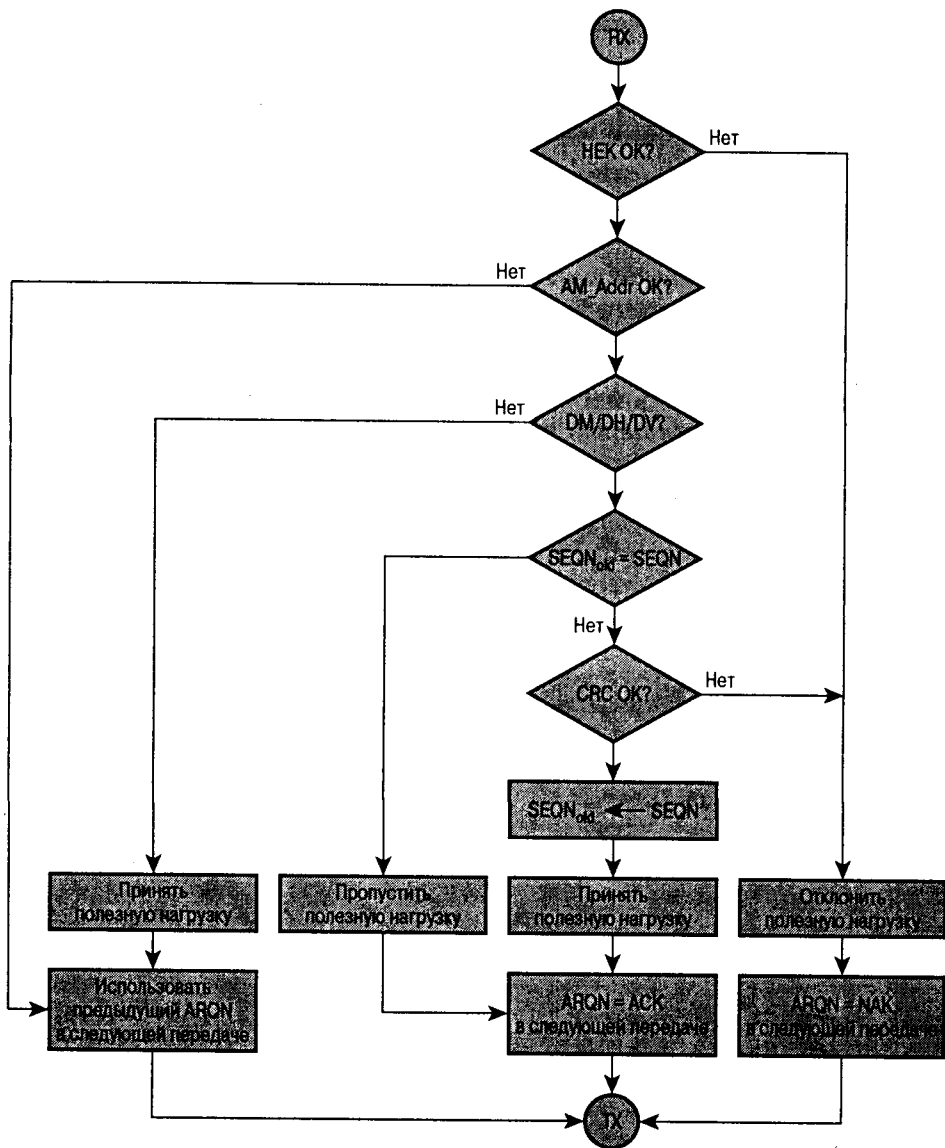 RX
HEK OK?
Нет
Нет
AM_Addr OK?
Нет
DM/DH/DV?
SEQN_old = SEQN
Нет
CRC OK?
Нет
SEQN_old ← SEQN
Принять
полезную нагрузку
Пропустить
полезную нагрузку
Принять
полезную нагрузку
Отклонить
полезную нагрузку
Использовать
предыдущий ARQN
в следующей передаче
ARQN = ACK
в следующей передаче
ARQN = NAK
в следующей передаче
TX